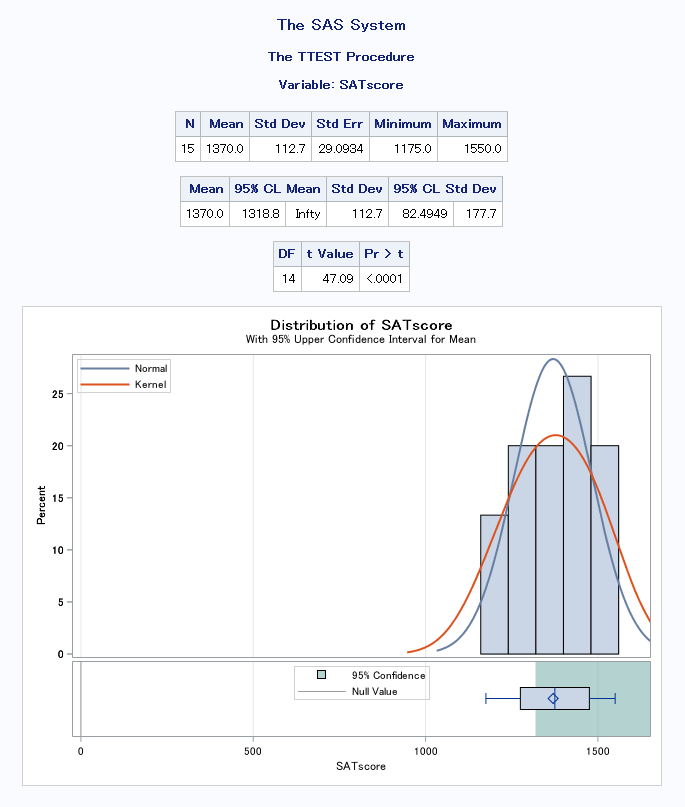 The SAS System
The TTEST Procedure
Variable: SATscore
N Mean Std Dev Std Err Minimum Maximum
15 1370.0 112.7 29.0934 1175.0 1550.0
Mean 95% CL Mean Std Dev 95% CL Std Dev
1370.0 1318.8 Infty 112.7 82.4949 177.7
DF t Value Pr > t
14 47.09 <.0001
Distribution of SATscore
With 95% Upper Confidence Interval for Mean
Normal
Kernel
25
20
15
10
5
0
Percent
95% Confidence
Null Value
0 500 1000 1500
SATscore